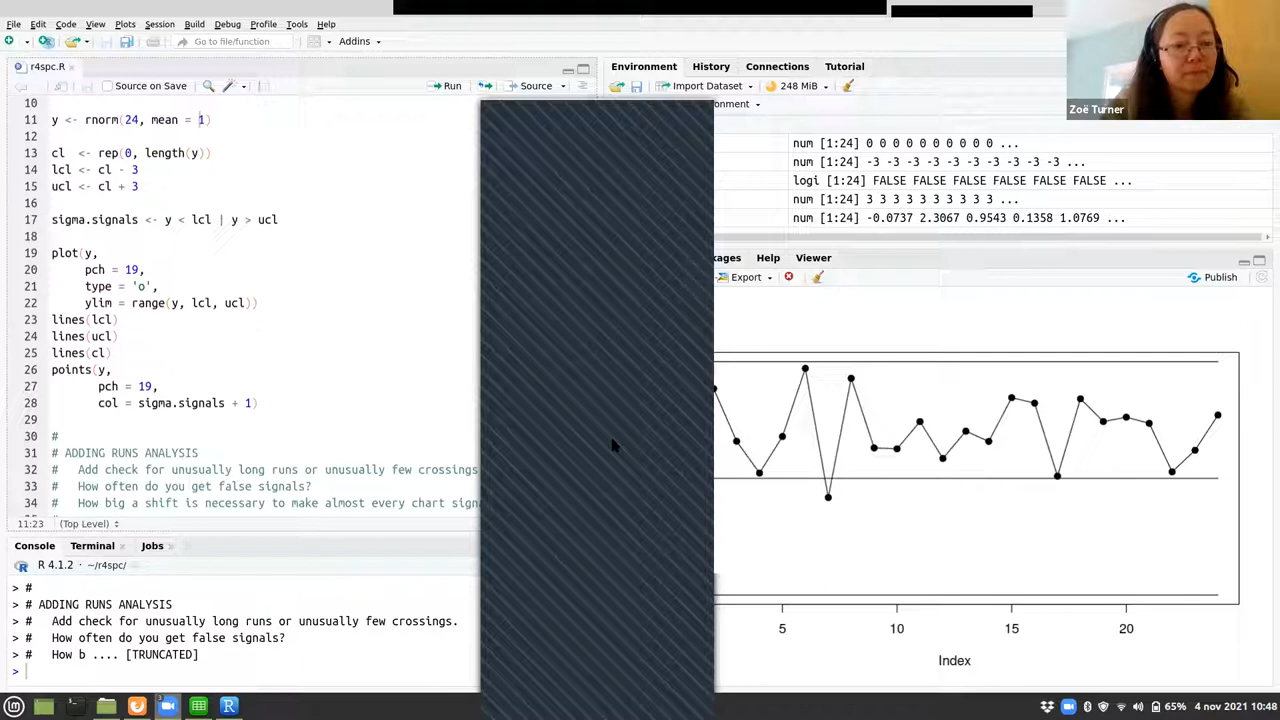 File Edit Code View Plots Session Build Debug Profile Tools Help
Go to file/function Addins
r4spc.R
Source on Save Run Source
10
11 y <- rnorm(24, mean = 1)
12
13 cl <- rep(0, length(y))
14 lcl <- cl - 3
15 ucl <- cl + 3
16
17 sigma.signals <- y < lcl | y > ucl
18
19 plot(y,
20 pch = 19,
21 type = 'o',
22 ylim = range(y, lcl, ucl))
23 lines(lcl)
24 lines(ucl)
25 lines(cl)
26 points(y,
27 pch = 19,
28 col = sigma.signals + 1)
29
30 #
31 # ADDING RUNS ANALYSIS
32 # Add check for unusually long runs or unusually few crossings.
33 # How often do you get false signals?
34 # How big a shift is necessary to make almost every chart sign
11:23 (Top Level)
Console Terminal Jobs
R 4.1.2 · ~/r4spc/
> #
> # ADDING RUNS ANALYSIS
> # Add check for unusually long runs or unusually few crossings.
> # How often do you get false signals?
> # How b .... [TRUNCATED]
>
Environment History Connections Tutorial
Import Dataset 248 MiB
onment
num [1:24] 0 0 0 0 0 0 0 0 0 0 ...
num [1:24] -3 -3 -3 -3 -3 -3 -3 -3 -3 -3 ...
logi [1:24] FALSE FALSE FALSE FALSE FALSE FALSE ...
num [1:24] 3 3 3 3 3 3 3 3 3 3 ...
num [1:24] -0.0737 2.3067 0.9543 0.1358 1.0769 ...
kages Help Viewer
Export Publish
5 10 15 20
Index
Zoë Turner
65% 4 nov 2021 10:48